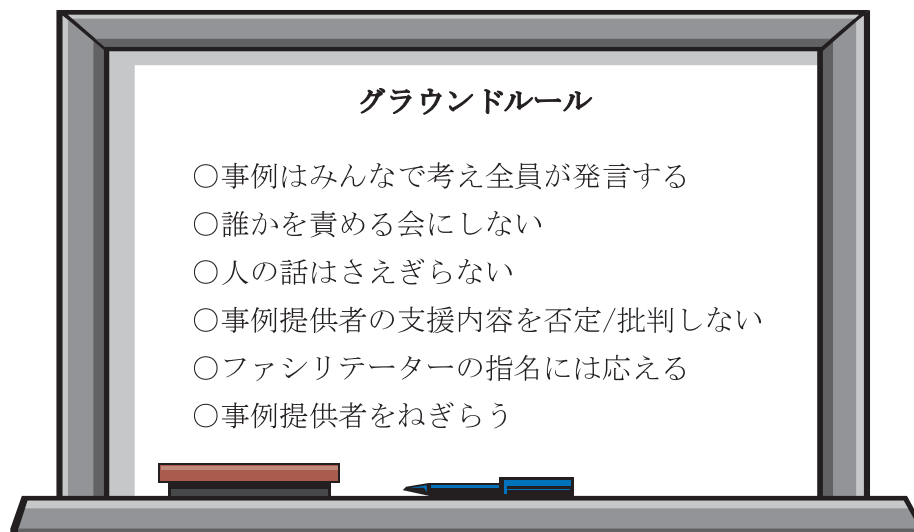 グラウンドルール
○事例はみんなで考え全員が発言する
○誰かを責める会にしない
○人の話はさえぎらない
○事例提供者の支援内容を否定/批判しない
○ファシリテーターの指名には応える
○事例提供者をねぎらう